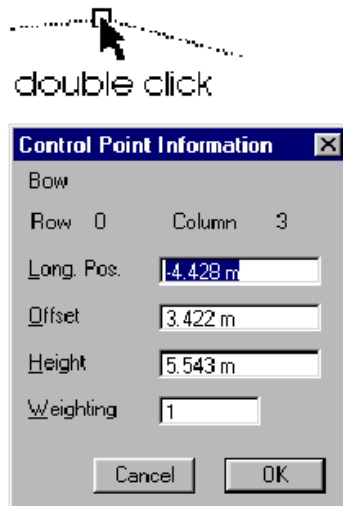 double click
Control Point Information
Bow
Row 0 Column 3
Long. Pos. -4.428 m
Offset 3.422 m
Height 5.543 m
Weighting 1
Cancel OK